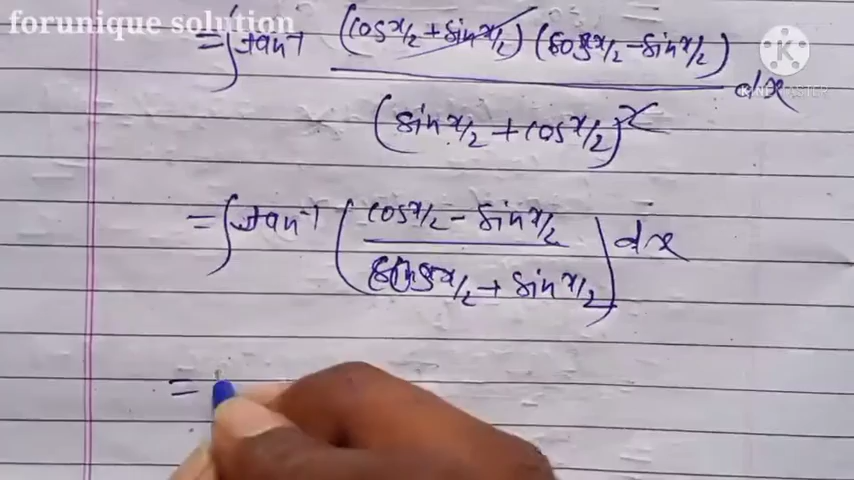 forunique solution
= ∫ tan⁻¹ (cos x/2 + sin x/2) (cos x/2 - sin x/2) dx
KINEMASTER
(sin x/2 + cos x/2)²
= ∫ tan⁻¹ ( cos x/2 - sin x/2 ) dx
cos x/2 + sin x/2
=